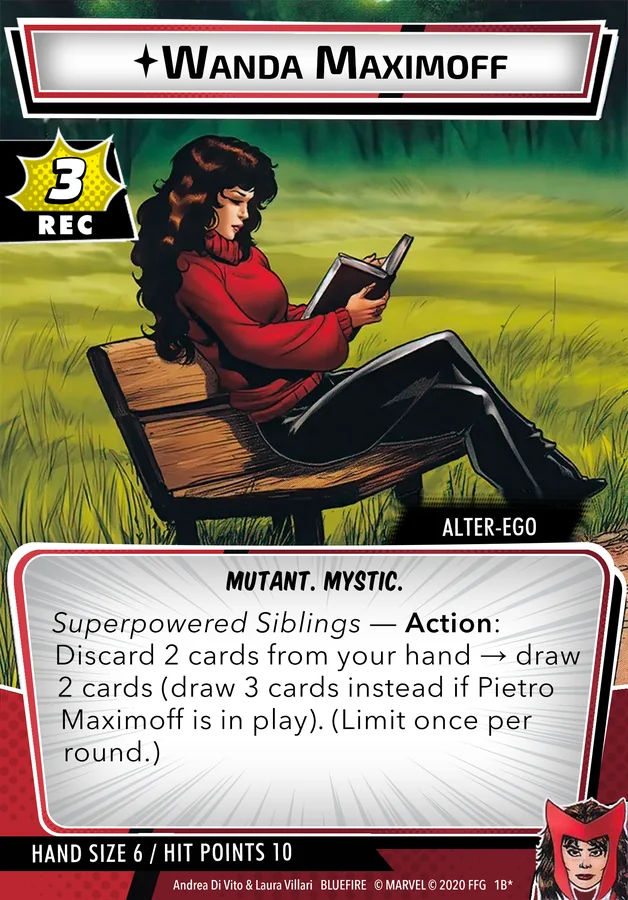 ✦WANDA MAXIMOFF
3
REC
ALTER-EGO
MUTANT. MYSTIC.
Superpowered Siblings — Action:
Discard 2 cards from your hand → draw
2 cards (draw 3 cards instead if Pietro
Maximoff is in play). (Limit once per
round.)
HAND SIZE 6 / HIT POINTS 10
Andrea Di Vito & Laura Villari BLUEFIRE © MARVEL © 2020 FFG 1B*